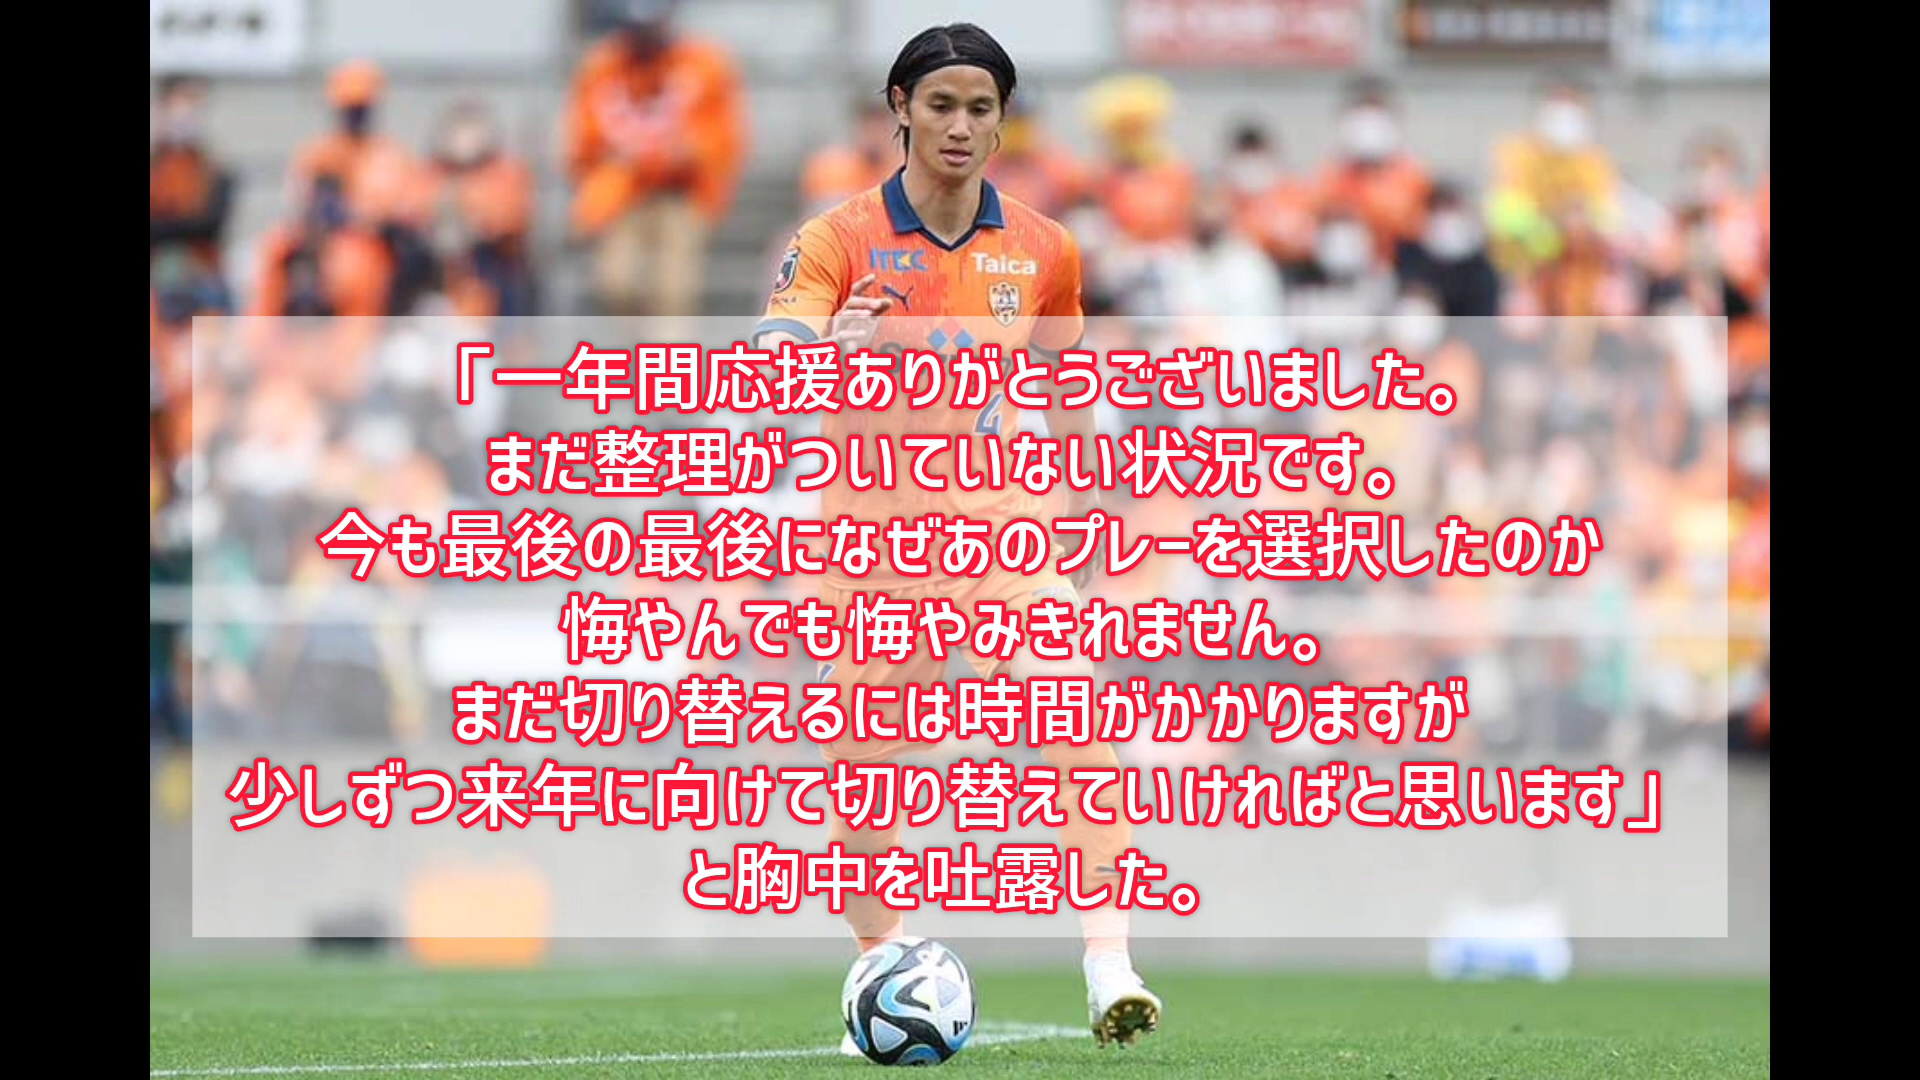 ITEC
Taica
「一年間応援ありがとうございました。
まだ整理がついていない状況です。
今も最後の最後になぜあのプレーを選択したのか
悔やんでも悔やみきれません。
まだ切り替えるには時間がかかりますが
少しずつ来年に向けて切り替えていければと思います」
と胸中を吐露した。